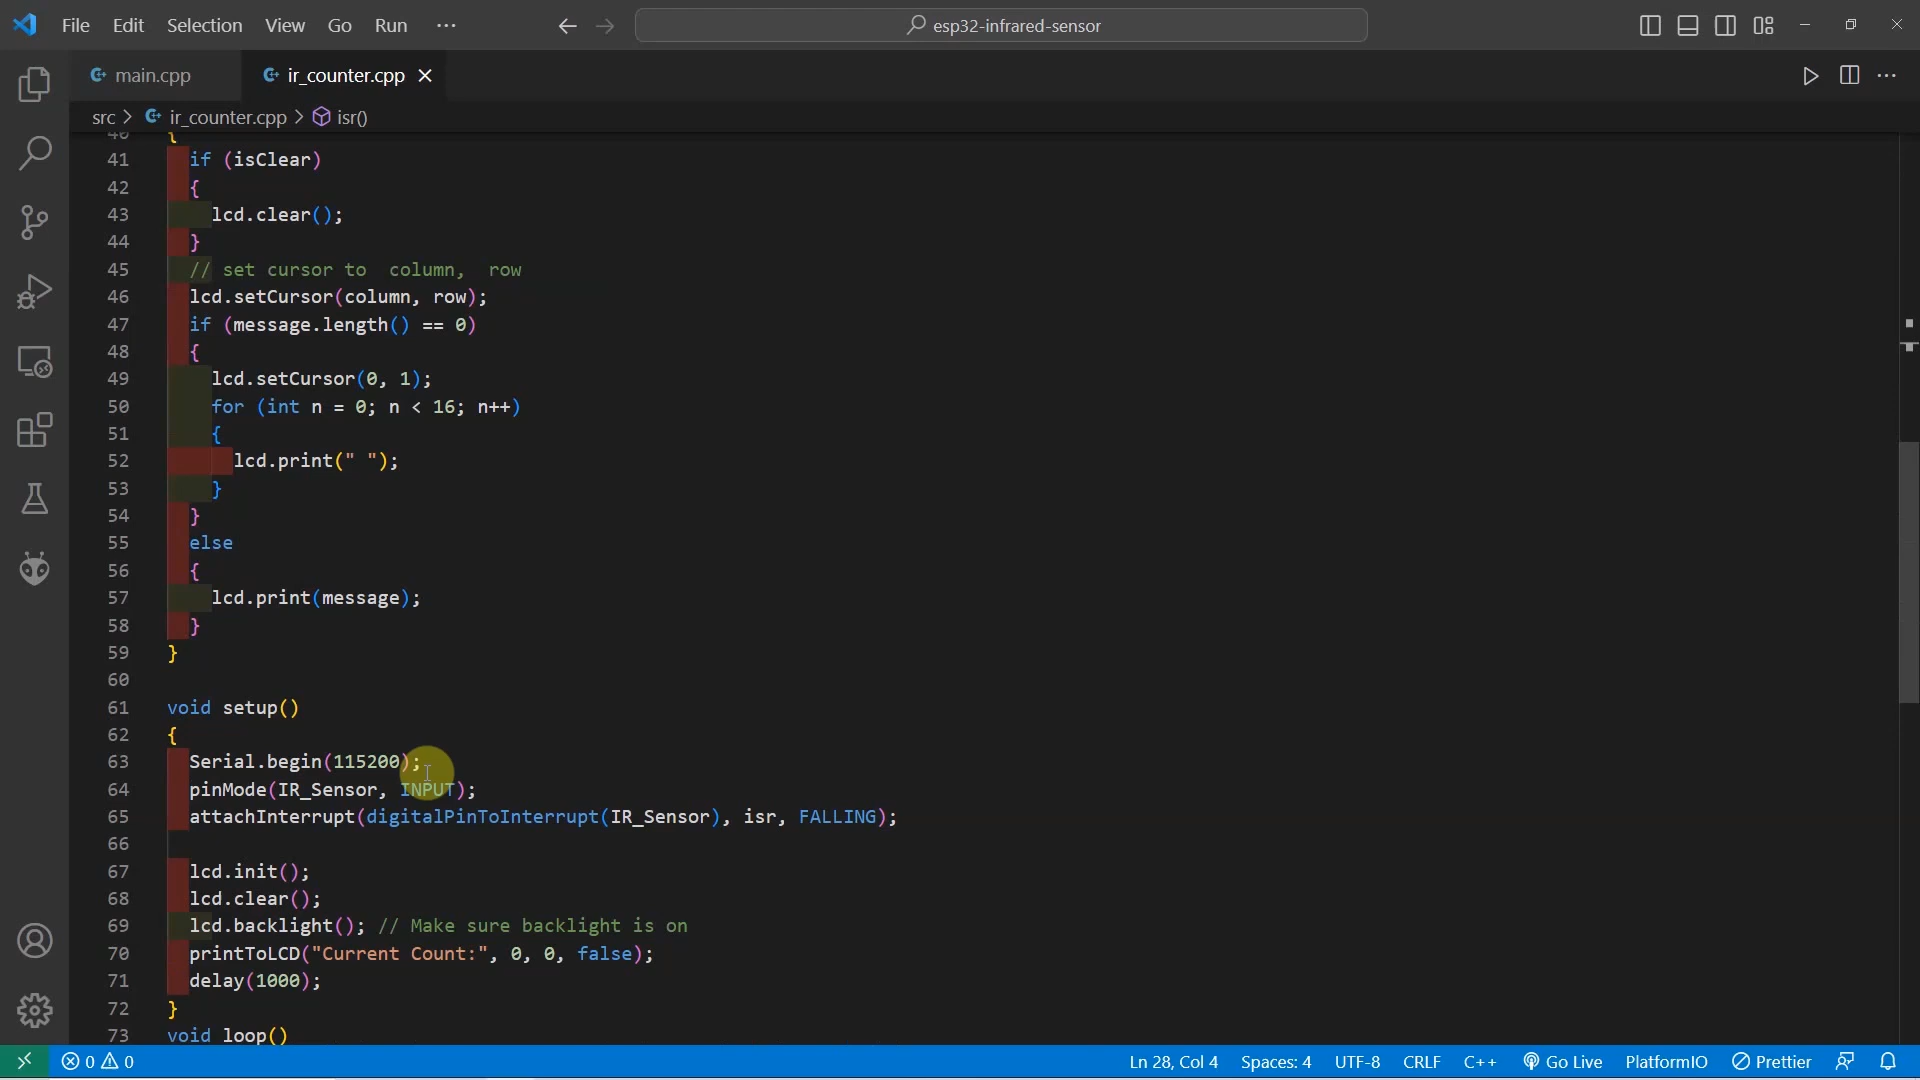 File Edit Selection View Go Run ··· esp32-infrared-sensor
main.cpp ir_counter.cpp
src > ir_counter.cpp > isr()
40 {
41 if (isClear)
42 {
43 lcd.clear();
44 }
45 // set cursor to  column,  row
46 lcd.setCursor(column, row);
47 if (message.length() == 0)
48 {
49 lcd.setCursor(0, 1);
50 for (int n = 0; n < 16; n++)
51 {
52 lcd.print(" ");
53 }
54 }
55 else
56 {
57 lcd.print(message);
58 }
59 }
60
61 void setup()
62 {
63 Serial.begin(115200);
64 pinMode(IR_Sensor, INPUT);
65 attachInterrupt(digitalPinToInterrupt(IR_Sensor), isr, FALLING);
66
67 lcd.init();
68 lcd.clear();
69 lcd.backlight(); // Make sure backlight is on
70 printToLCD("Current Count:", 0, 0, false);
71 delay(1000);
72 }
73 void loop()
0 0 Ln 28, Col 4 Spaces: 4 UTF-8 CRLF C++ Go Live PlatformIO Prettier